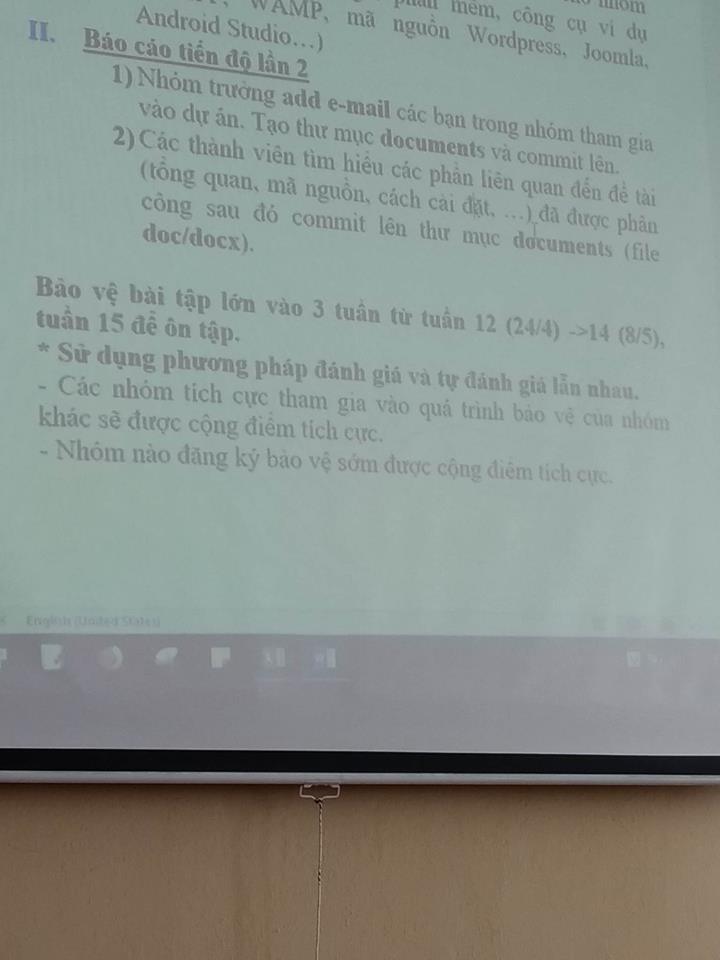 WAMP, mã nguồn Wordpress, Joomla,
mềm, công cụ ví dụ
Android Studio…)
II. Báo cáo tiến độ lần 2
1) Nhóm trưởng add e-mail các bạn trong nhóm tham gia
vào dự án. Tạo thư mục documents và commit lên.
2) Các thành viên tìm hiểu các phần liên quan đến đề tài
(tổng quan, mã nguồn, cách cài đặt, …) đã được phân
công sau đó commit lên thư mục documents (file
doc/docx).
Bảo vệ bài tập lớn vào 3 tuần từ tuần 12 (24/4) ->14 (8/5),
tuần 15 để ôn tập.
* Sử dụng phương pháp đánh giá và tự đánh giá lẫn nhau.
- Các nhóm tích cực tham gia vào quá trình bảo vệ của nhóm
khác sẽ được cộng điểm tích cực.
- Nhóm nào đăng ký bảo vệ sớm được cộng điểm tích cực.
English (United States)